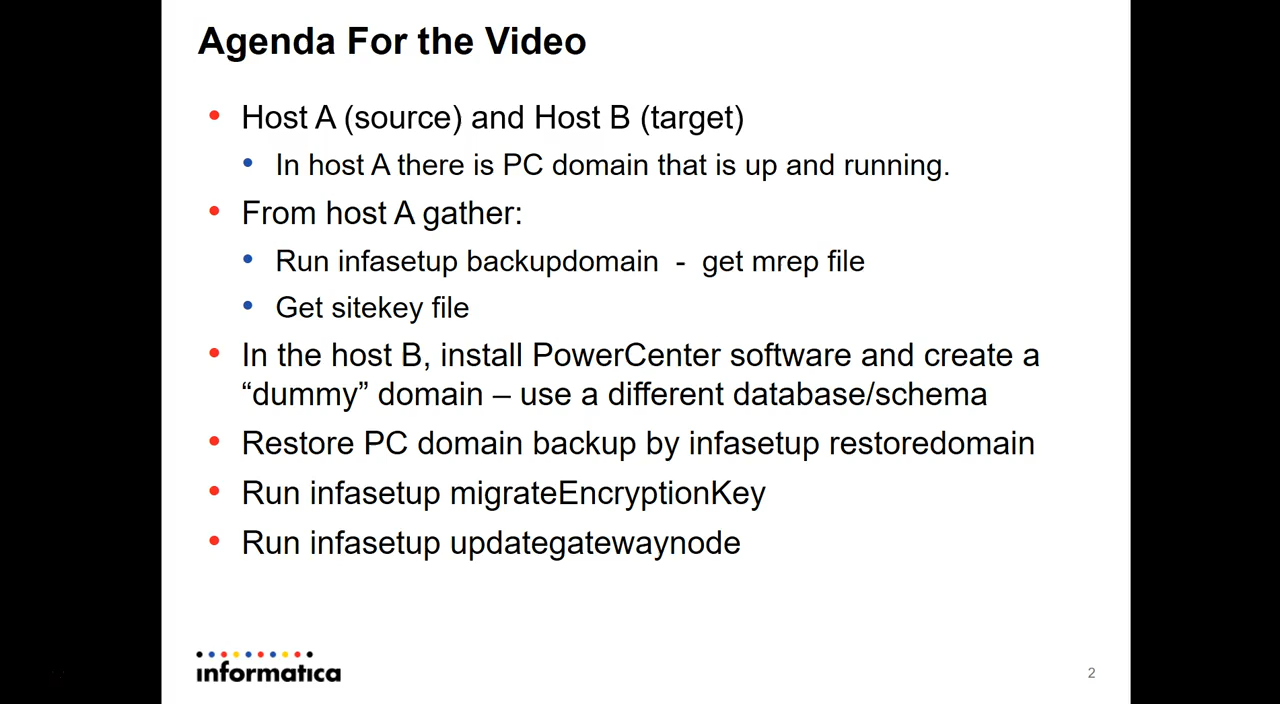 Agenda For the Video
• Host A (source) and Host B (target)
• In host A there is PC domain that is up and running.
• From host A gather:
• Run infasetup backupdomain - get mrep file
• Get sitekey file
• In the host B, install PowerCenter software and create a
“dummy” domain – use a different database/schema
• Restore PC domain backup by infasetup restoredomain
• Run infasetup migrateEncryptionKey
• Run infasetup updategatewaynode
informatica
2